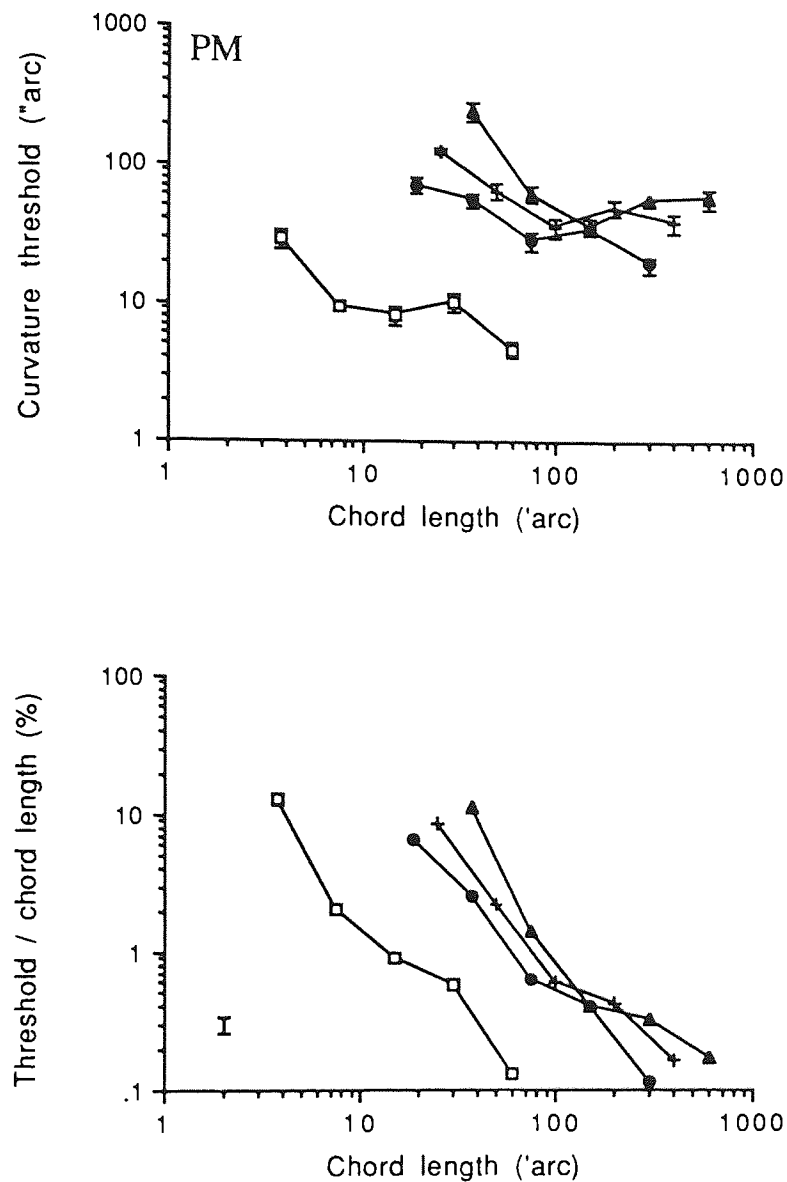 PM
Curvature threshold ("arc)
1000
100
10
1
1 10 100 1000
Chord length ('arc)
Threshold / chord length (%)
100
10
1
.1
1 10 100 1000
Chord length ('arc)